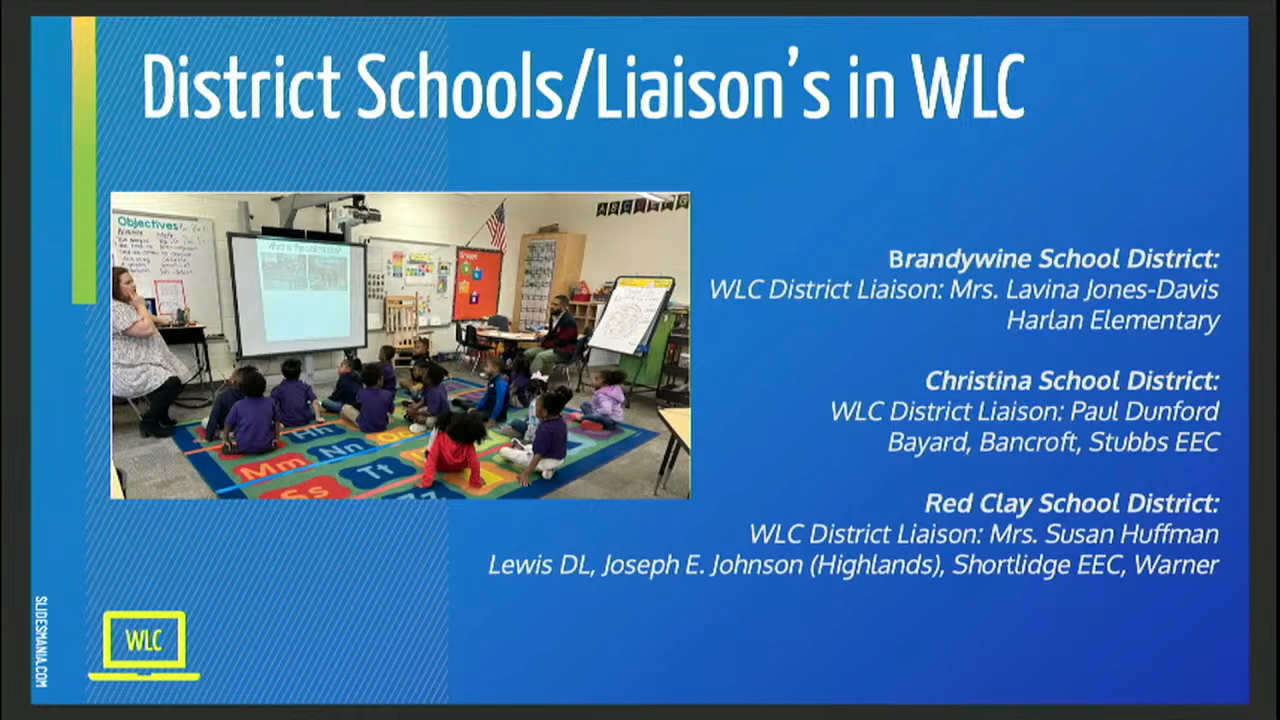 District Schools/Liaison's in WLC
Objectives
Brandywine School District:
WLC District Liaison: Mrs. Lavina Jones-Davis
Harlan Elementary
Christina School District:
WLC District Liaison: Paul Dunford
Bayard, Bancroft, Stubbs EEC
Red Clay School District:
WLC District Liaison: Mrs. Susan Huffman
Lewis DL, Joseph E. Johnson (Highlands), Shortlidge EEC, Warner
Hh
Mm Nn
Ss Tt
WLC
SLIDESMANIA.COM